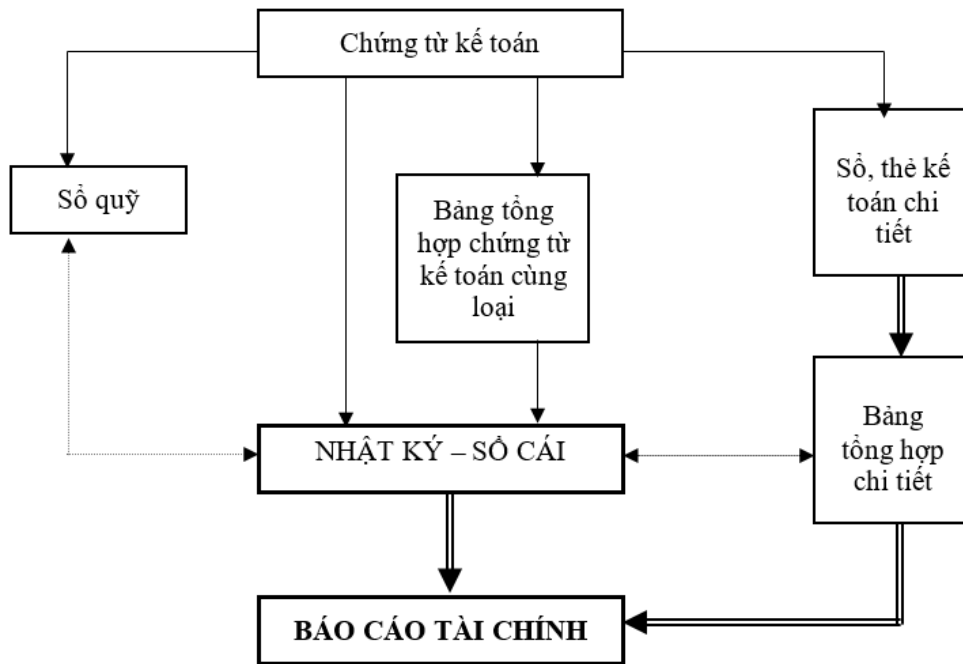 Chứng từ kế toán
Sổ quỹ
Bảng tổng
hợp chứng từ
kế toán cùng
loại
Sổ, thẻ kế
toán chi
tiết
NHẬT KÝ – SỔ CÁI
Bảng
tổng hợp
chi tiết
BÁO CÁO TÀI CHÍNH